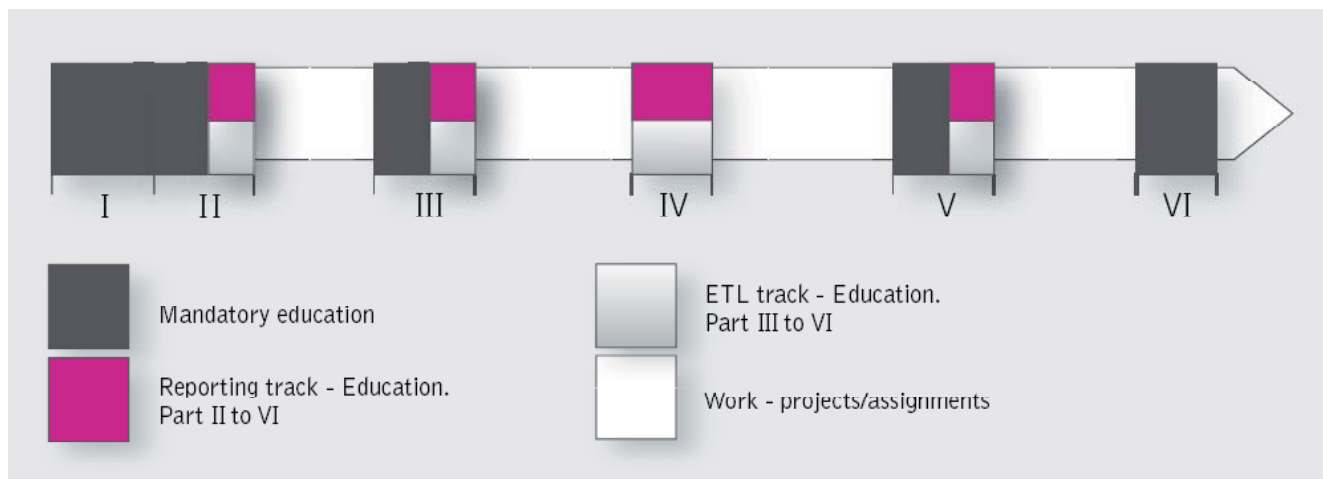 I II III IV V VI
Mandatory education
Reporting track - Education.
Part II to VI
ETL track - Education.
Part III to VI
Work - projects/assignments